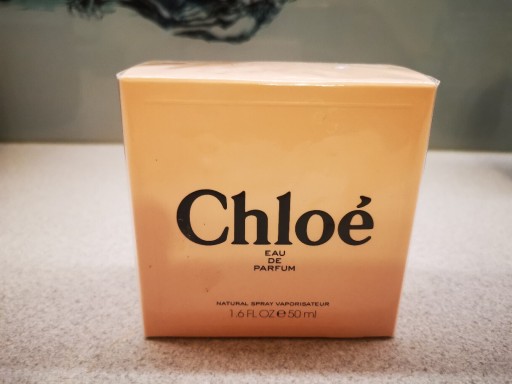 Chloé
EAU
DE
PARFUM
NATURAL SPRAY VAPORISATEUR
1.6 FL OZ ℮ 50 ml